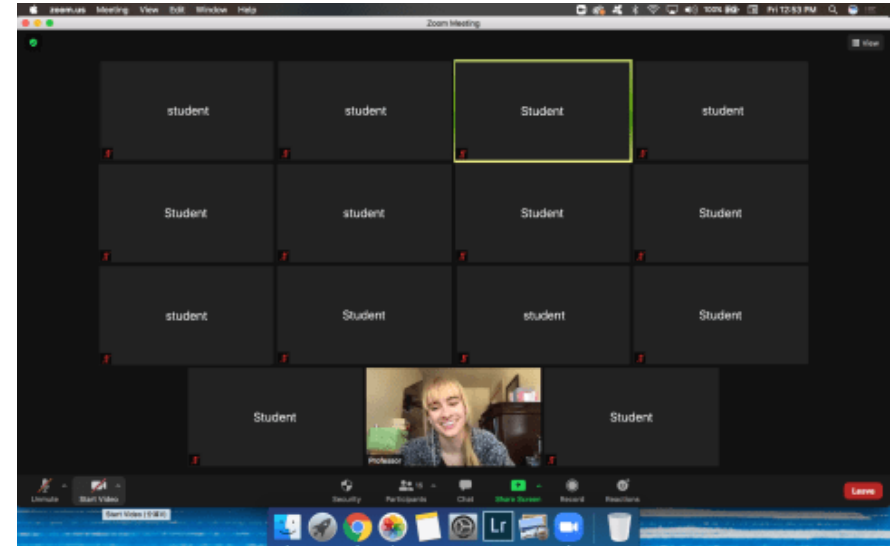 zoom.us Meeting View Edit Window Help 100% Fri 12:53 PM
Zoom Meeting
View
student student Student student
Student student Student Student
student Student student Student
Student Professor Student
Unmute Start Video Security Participants 15 Chat Share Screen Record Reactions Leave
Start Video
Lr